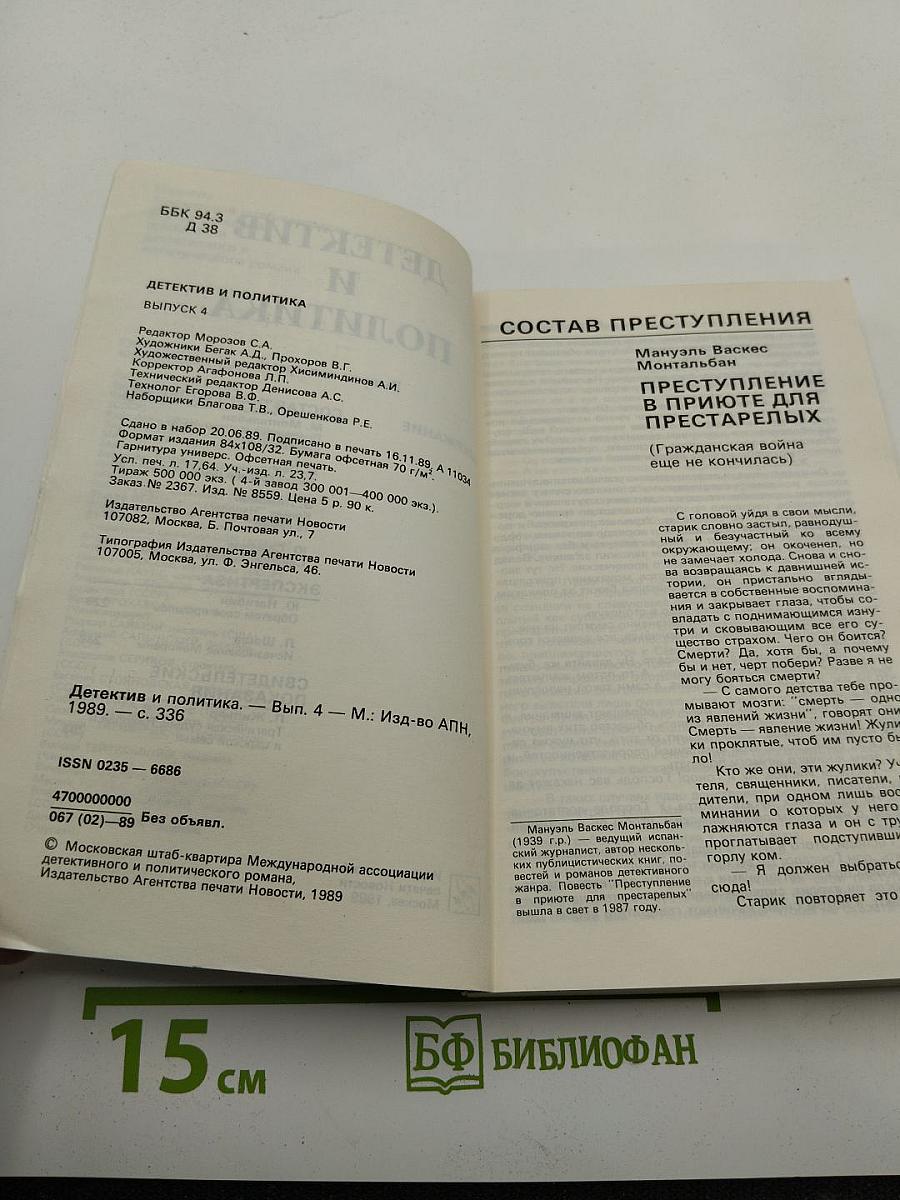 ББК 94.3
Д 38
ДЕТЕКТИВ И ПОЛИТИКА
ВЫПУСК 4
Редактор Морозов С.А.
Художники Бегак А.Д., Прохоров В.Г.
Художественный редактор Хисиминдинов А.И.
Корректор Агафонова Л.П.
Технический редактор Денисова А.С.
Технолог Егорова В.Ф.
Наборщики Благова Т.В., Орешенкова Р.Е.
Сдано в набор 20.06.89. Подписано в печать 16.11.89. А 11034
Формат издания 84х108/32. Бумага офсетная 70 г/м².
Гарнитура универс. Офсетная печать.
Усл. печ. л. 17,64. Уч.-изд. л. 23,7.
Тираж 500 000 экз. ( 4-й завод 300 001—400 000 экз.).
Заказ № 2367. Изд. № 8559. Цена 5 р. 90 к.
Издательство Агентства печати Новости
107082, Москва, Б. Почтовая ул., 7
Типография Издательства Агентства печати Новости
107005, Москва, ул. Ф. Энгельса, 46.
Детектив и политика. — Вып. 4 — М.: Изд-во АПН,
1989. — с. 336
ISSN 0235 — 6686
4700000000
067 (02)—89 Без объявл.
© Московская штаб-квартира Международной ассоциации
детективного и политического романа,
Издательство Агентства печати Новости, 1989
СОСТАВ ПРЕСТУПЛЕНИЯ
Мануэль Васкес
Монтальбан
ПРЕСТУПЛЕНИЕ
В ПРИЮТЕ ДЛЯ
ПРЕСТАРЕЛЫХ
(Гражданская война
еще не кончилась)
С головой уйдя в свои мысли,
старик словно застыл, равнодуш-
ный и безучастный ко всему
окружающему; он окоченел, но
не замечает холода. Снова и сно-
ва возвращаясь к давнишней ис-
тории, он пристально вгляды-
вается в собственные воспомина-
ния и закрывает глаза, чтобы со-
владать с поднимающимся изну-
три и сковывающим все его су-
щество страхом. Чего он боится?
Смерти? Да, хотя бы, а почему
бы и нет, черт побери? Разве я не
могу бояться смерти?
— С самого детства тебе про-
мывают мозги: "смерть — одно
из явлений жизни", говорят они
Смерть — явление жизни! Жули
ки проклятые, чтоб им пусто бы
ло!
Кто же они, эти жулики? Уч
теля, священники, писатели,
дители, при одном лишь вос
минании о которых у него
лажняются глаза и он с тру
проглатывает подступивши
горлу ком.
— Я должен выбратьс
сюда!
Старик повторяет это
Мануэль Васкес Монтальбан
(1939 г.р.) — ведущий испан-
ский журналист, автор несколь-
ких публицистических книг, по-
вестей и романов детективного
жанра. Повесть "Преступление
в приюте для престарелых"
вышла в свет в 1987 году.
15 см
БФ БИБЛИОФАН